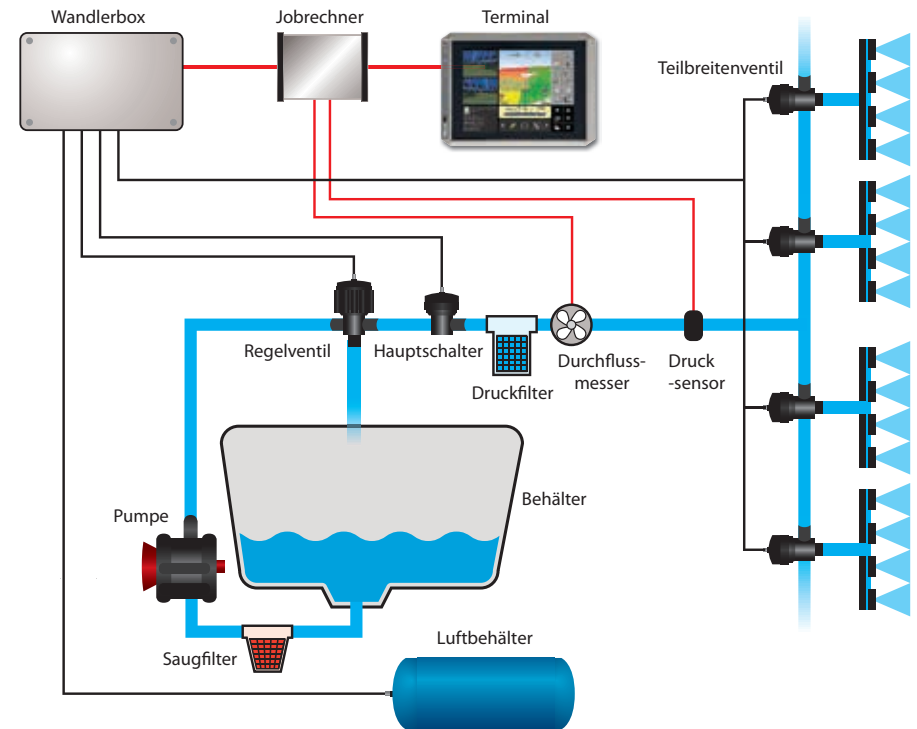 Wandlerbox
Jobrechner
Terminal
Teilbreitenventil
Regelventil
Hauptschalter
Druckfilter
Durchfluss-
messer
Druck
-sensor
Behälter
Pumpe
Saugfilter
Luftbehälter